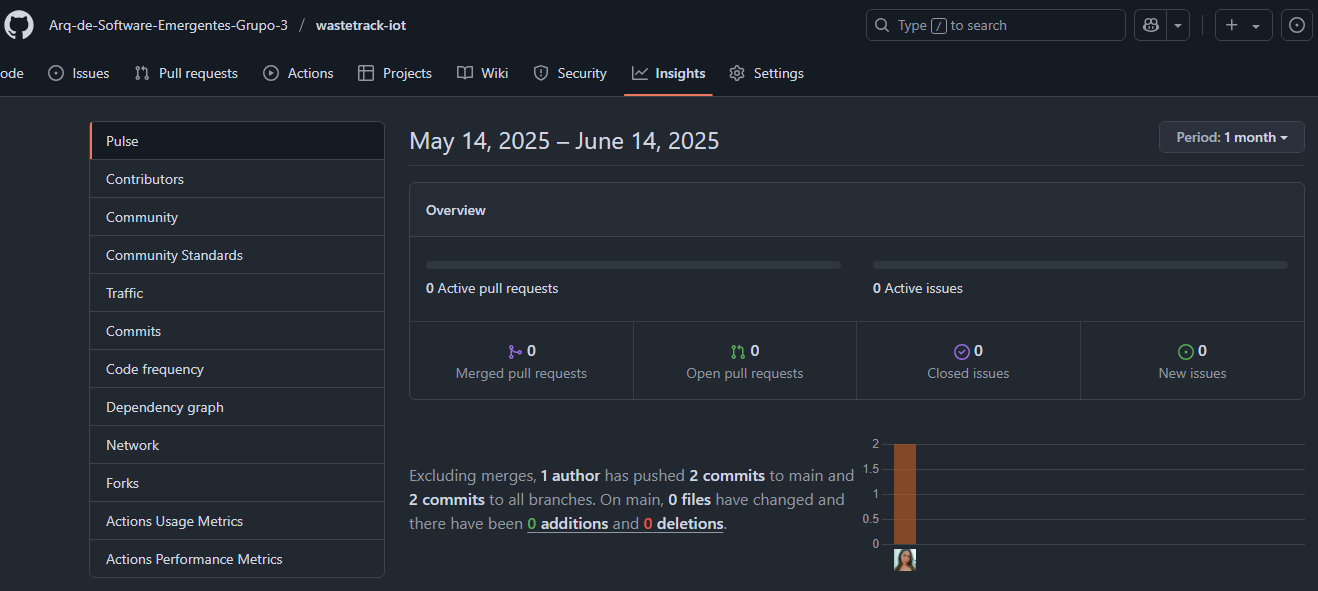 Arq-de-Software-Emergentes-Grupo-3 / wastetrack-iot
Type / to search
ode Issues Pull requests Actions Projects Wiki Security Insights Settings
Pulse
Contributors
Community
Community Standards
Traffic
Commits
Code frequency
Dependency graph
Network
Forks
Actions Usage Metrics
Actions Performance Metrics
May 14, 2025 – June 14, 2025
Period: 1 month
Overview
0 Active pull requests
0 Active issues
0
Merged pull requests
0
Open pull requests
0
Closed issues
0
New issues
Excluding merges, 1 author has pushed 2 commits to main and
2 commits to all branches. On main, 0 files have changed and
there have been 0 additions and 0 deletions.
2
1.5
1
0.5
0